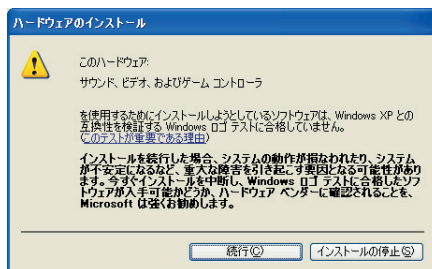 ハードウェアのインストール
このハードウェア:
サウンド、ビデオ、およびゲーム コントローラ
を使用するためにインストールしようとしているソフトウェアは、Windows XP との
互換性を検証する Windows ロゴ テストに合格していません。
(このテストが重要である理由)
インストールを続行した場合、システムの動作が損なわれたり、システム
が不安定になるなど、重大な障害を引き起こす要因となる可能性があり
ます。今すぐインストールを中断し、Windows ロゴ テストに合格したソフ
トウェアが入手可能かどうか、ハードウェア ベンダーに確認されることを、
Microsoft は強くお勧めします。
続行(C)
インストールの停止(S)